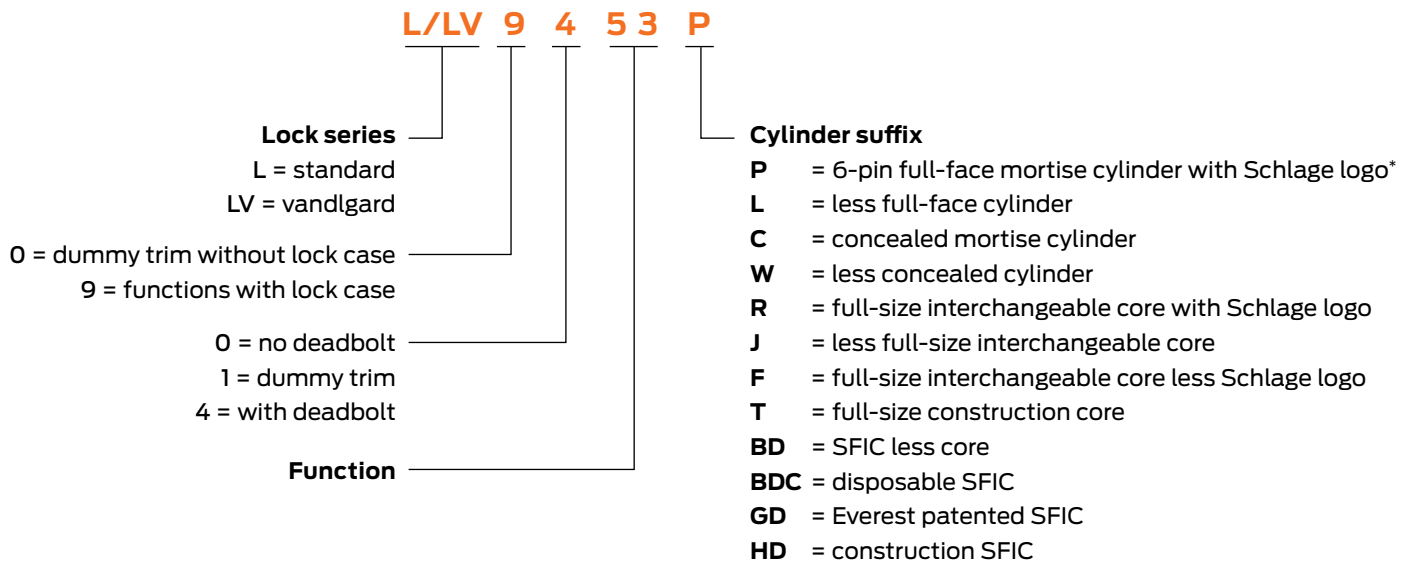 L/LV 9 4 5 3 P
Lock series
L = standard
LV = vandlgard
0 = dummy trim without lock case
9 = functions with lock case
0 = no deadbolt
1 = dummy trim
4 = with deadbolt
Function
Cylinder suffix
P = 6-pin full-face mortise cylinder with Schlage logo*
L = less full-face cylinder
C = concealed mortise cylinder
W = less concealed cylinder
R = full-size interchangeable core with Schlage logo
J = less full-size interchangeable core
F = full-size interchangeable core less Schlage logo
T = full-size construction core
BD = SFIC less core
BDC = disposable SFIC
GD = Everest patented SFIC
HD = construction SFIC